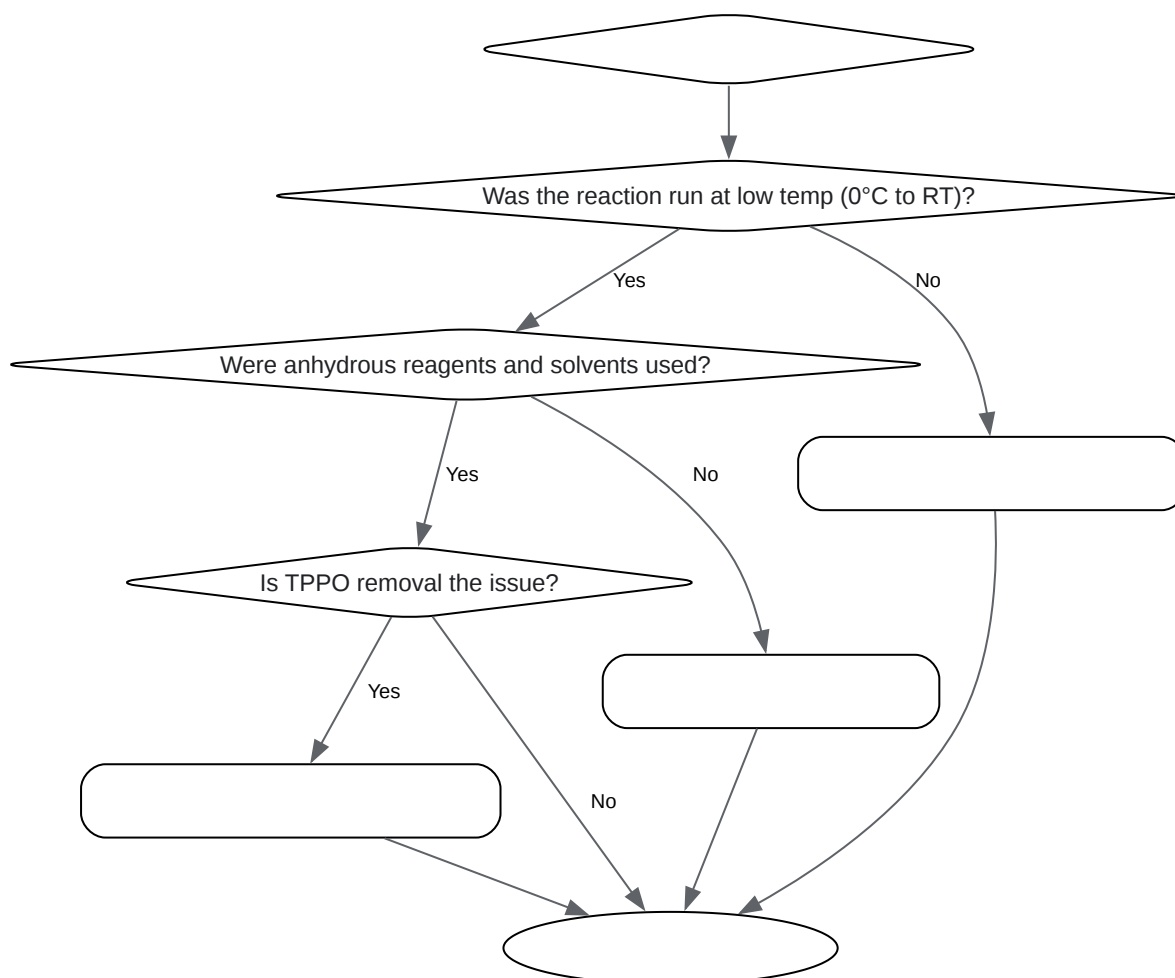 Was the reaction run at low temp (0°C to RT)?
Yes
No
Were anhydrous reagents and solvents used?
Yes
No
Is TPPO removal the issue?
Yes
No